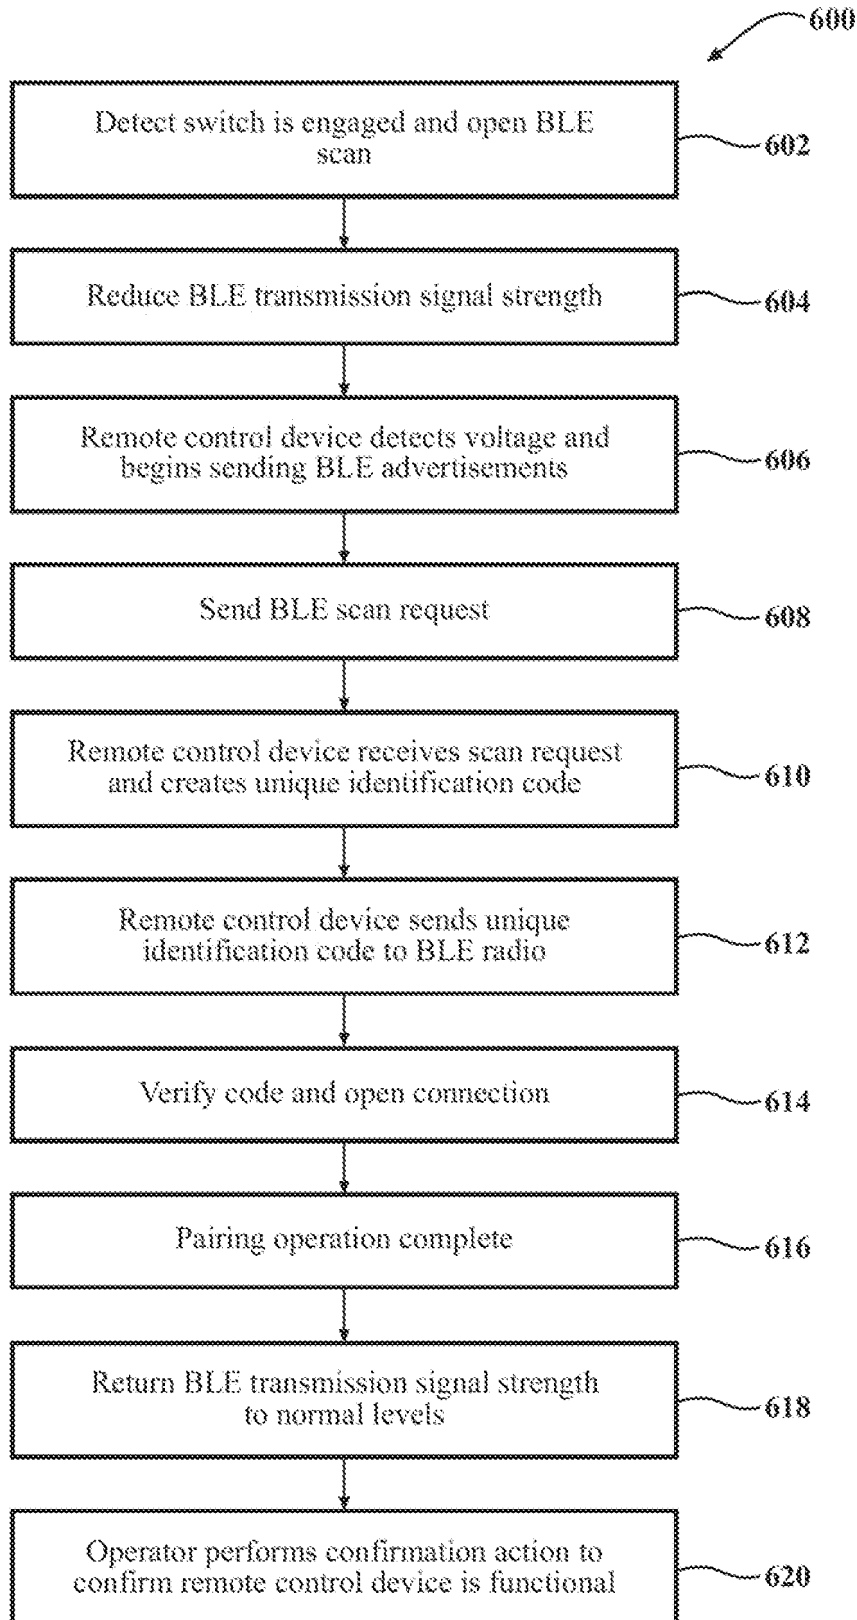 600
Detect switch is engaged and open BLE
scan
602
Reduce BLE transmission signal strength
604
Remote control device detects voltage and
begins sending BLE advertisements
606
Send BLE scan request
608
Remote control device receives scan request
and creates unique identification code
610
Remote control device sends unique
identification code to BLE radio
612
Verify code and open connection
614
Pairing operation complete
616
Return BLE transmission signal strength
to normal levels
618
Operator performs confirmation action to
confirm remote control device is functional
620